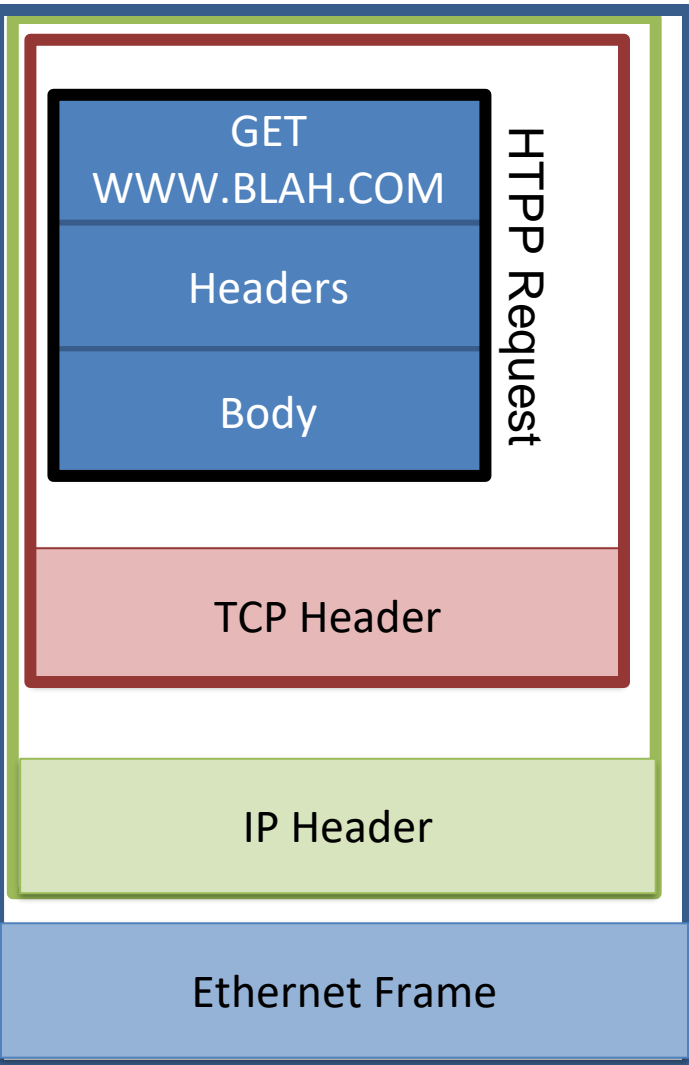 GET
WWW.BLAH.COM
Headers
Body
HTPP Request
TCP Header
IP Header
Ethernet Frame